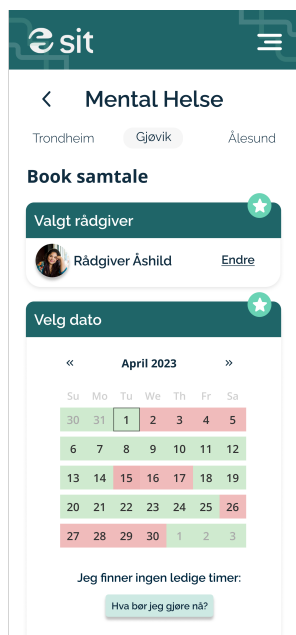 sit
Mental Helse
Trondheim Gjøvik Ålesund
Book samtale
Valgt rådgiver
Rådgiver Åshild Endre
Velg dato
« April 2023 »
Su Mo Tu We Th Fr Sa
30 31 1 2 3 4 5
6 7 8 9 10 11 12
13 14 15 16 17 18 19
20 21 22 23 24 25 26
27 28 29 30 1 2 3
Jeg finner ingen ledige timer:
Hva bør jeg gjøre nå?